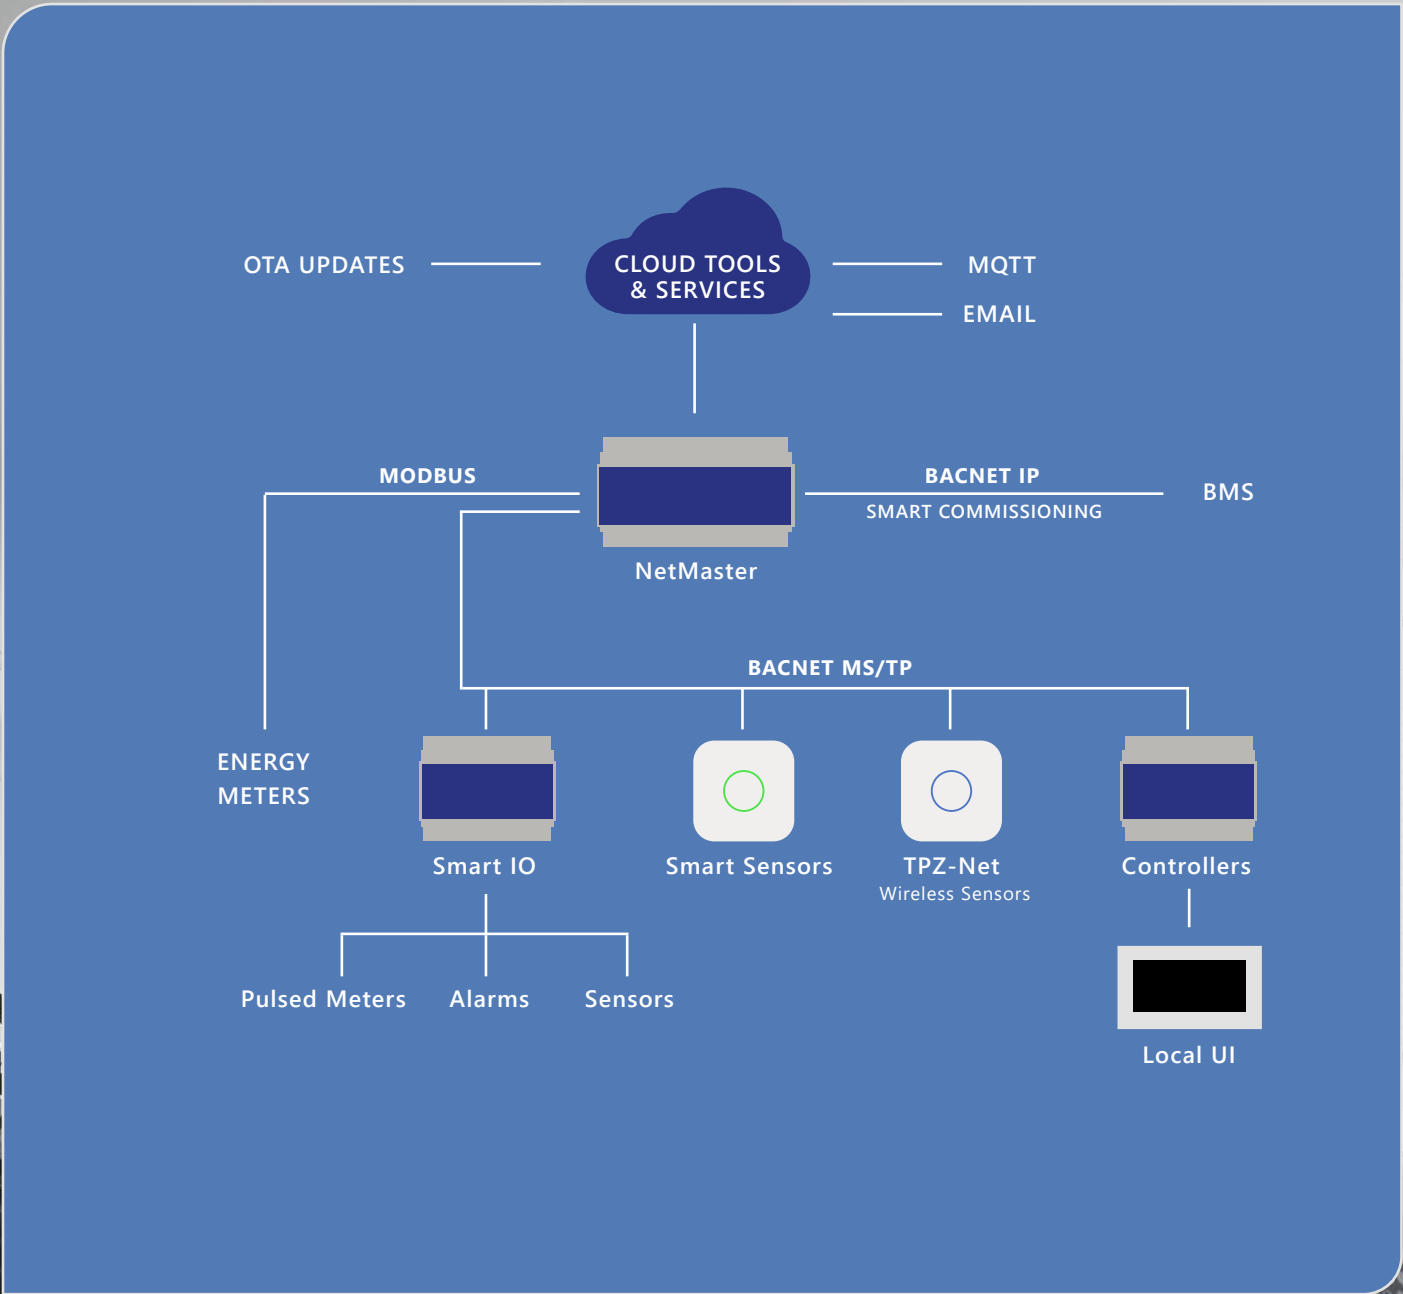 OTA UPDATES
CLOUD TOOLS
& SERVICES
MQTT
EMAIL
MODBUS
BACNET IP
SMART COMMISSIONING
BMS
NetMaster
BACNET MS/TP
ENERGY
METERS
Smart IO
Smart Sensors
TPZ-Net
Wireless Sensors
Controllers
Pulsed Meters
Alarms
Sensors
Local UI